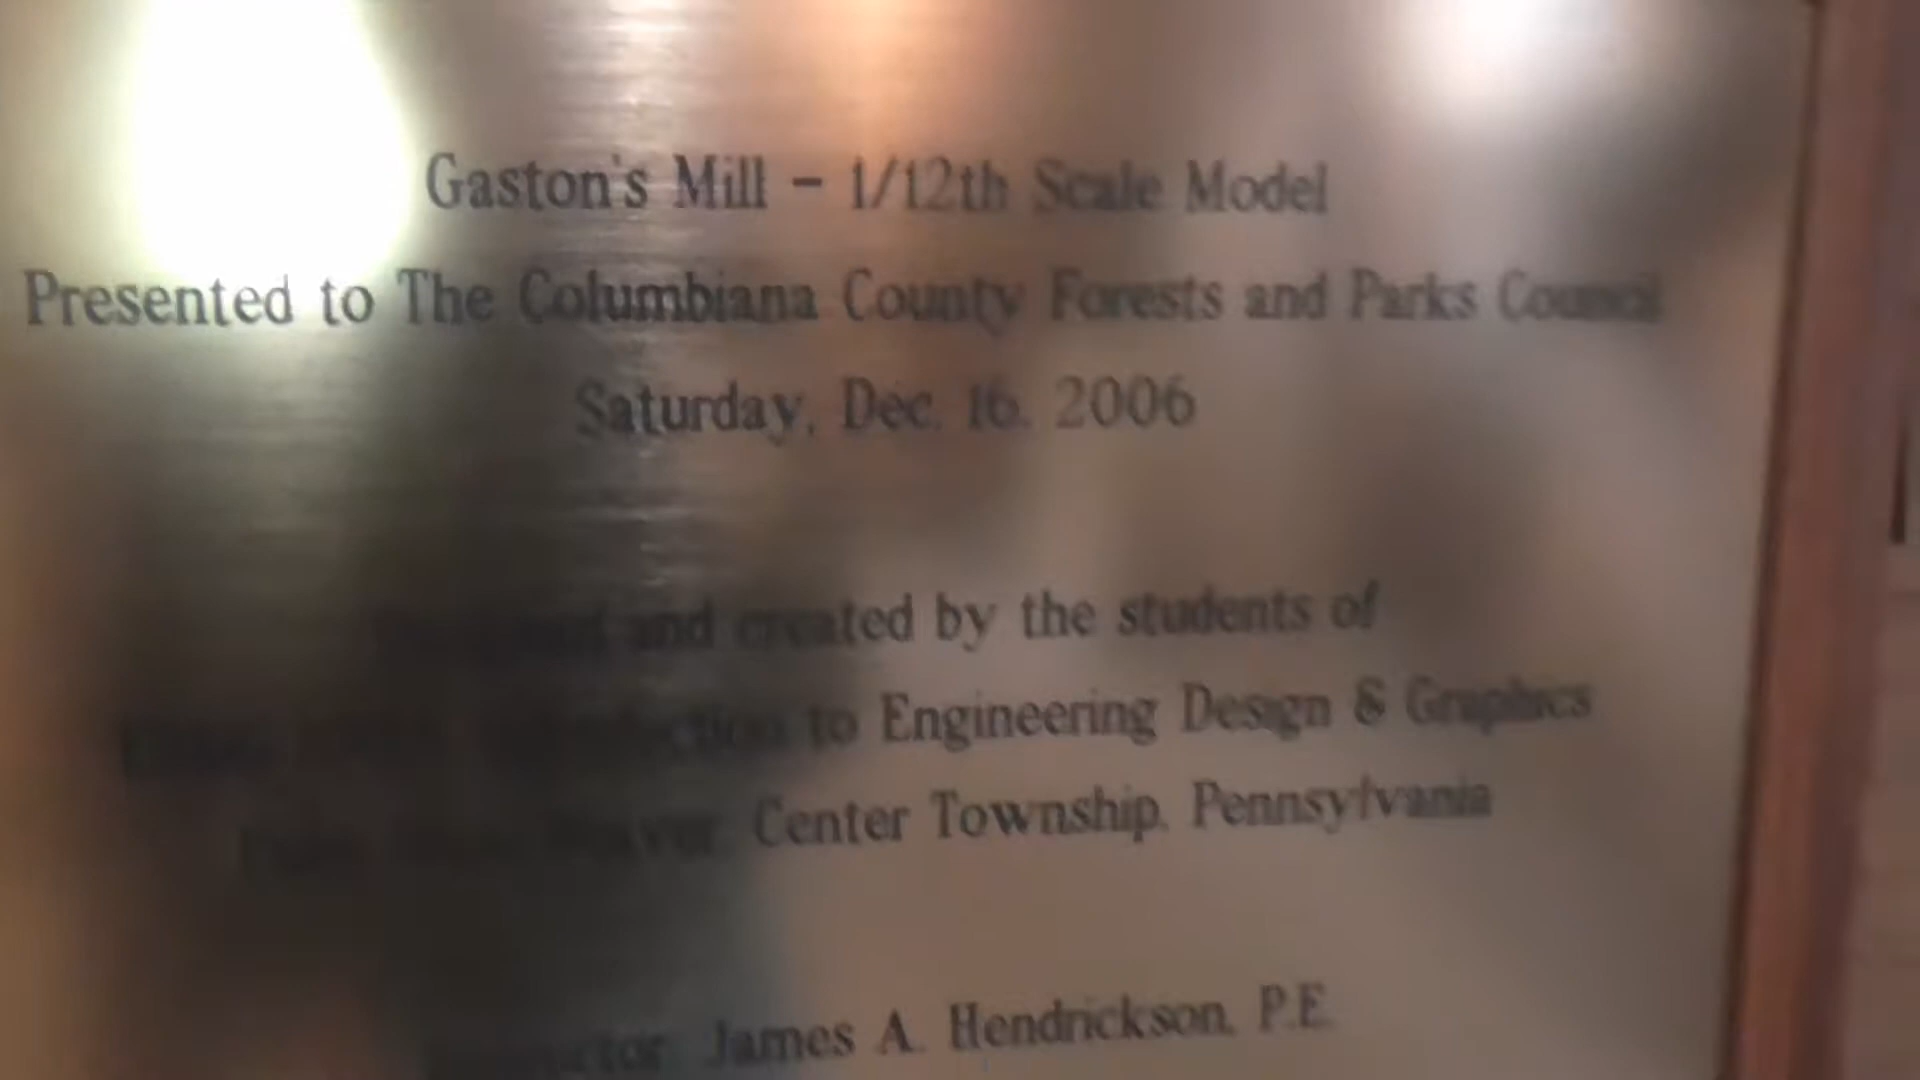 Gaston's Mill - 1/12th Scale Model
Presented to The Columbiana County Forests and Parks Council
Saturday, Dec. 16, 2006
and created by the students of
to Engineering Design & Graphics
Center Township, Pennsylvania
James A. Hendrickson, P.E.